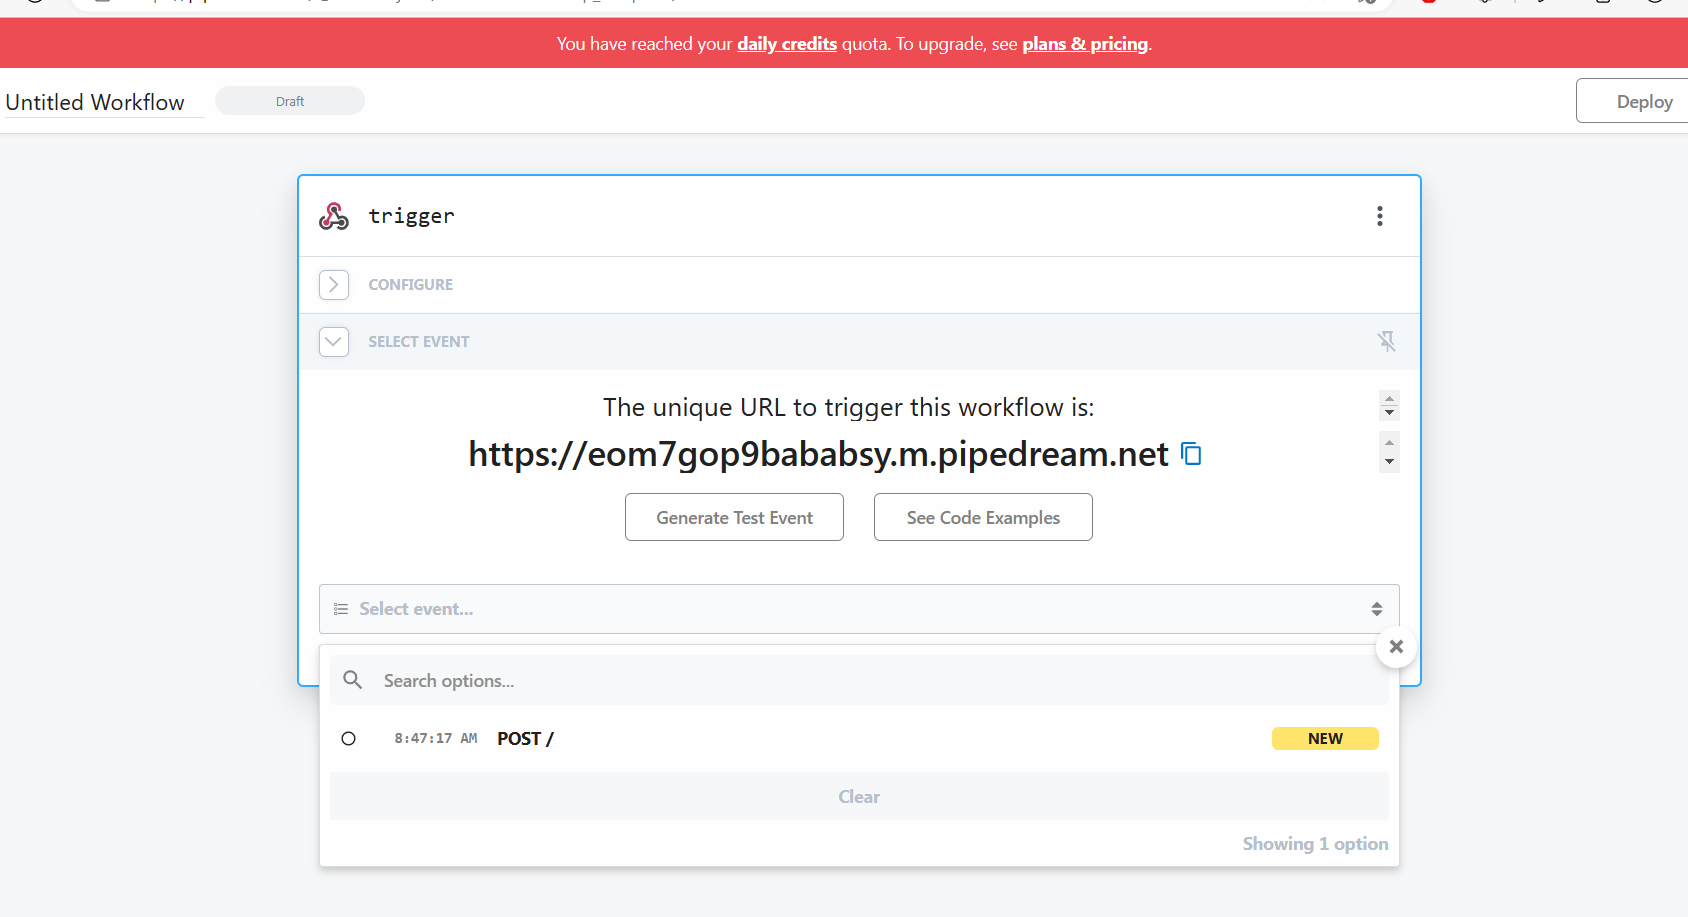 You have reached your daily credits quota. To upgrade, see plans & pricing.
Untitled Workflow
Draft
Deploy
trigger
CONFIGURE
SELECT EVENT
The unique URL to trigger this workflow is:
https://eom7gop9bababsy.m.pipedream.net
Generate Test Event
See Code Examples
Select event...
Search options...
8:47:17 AM POST / NEW
Clear
Showing 1 option